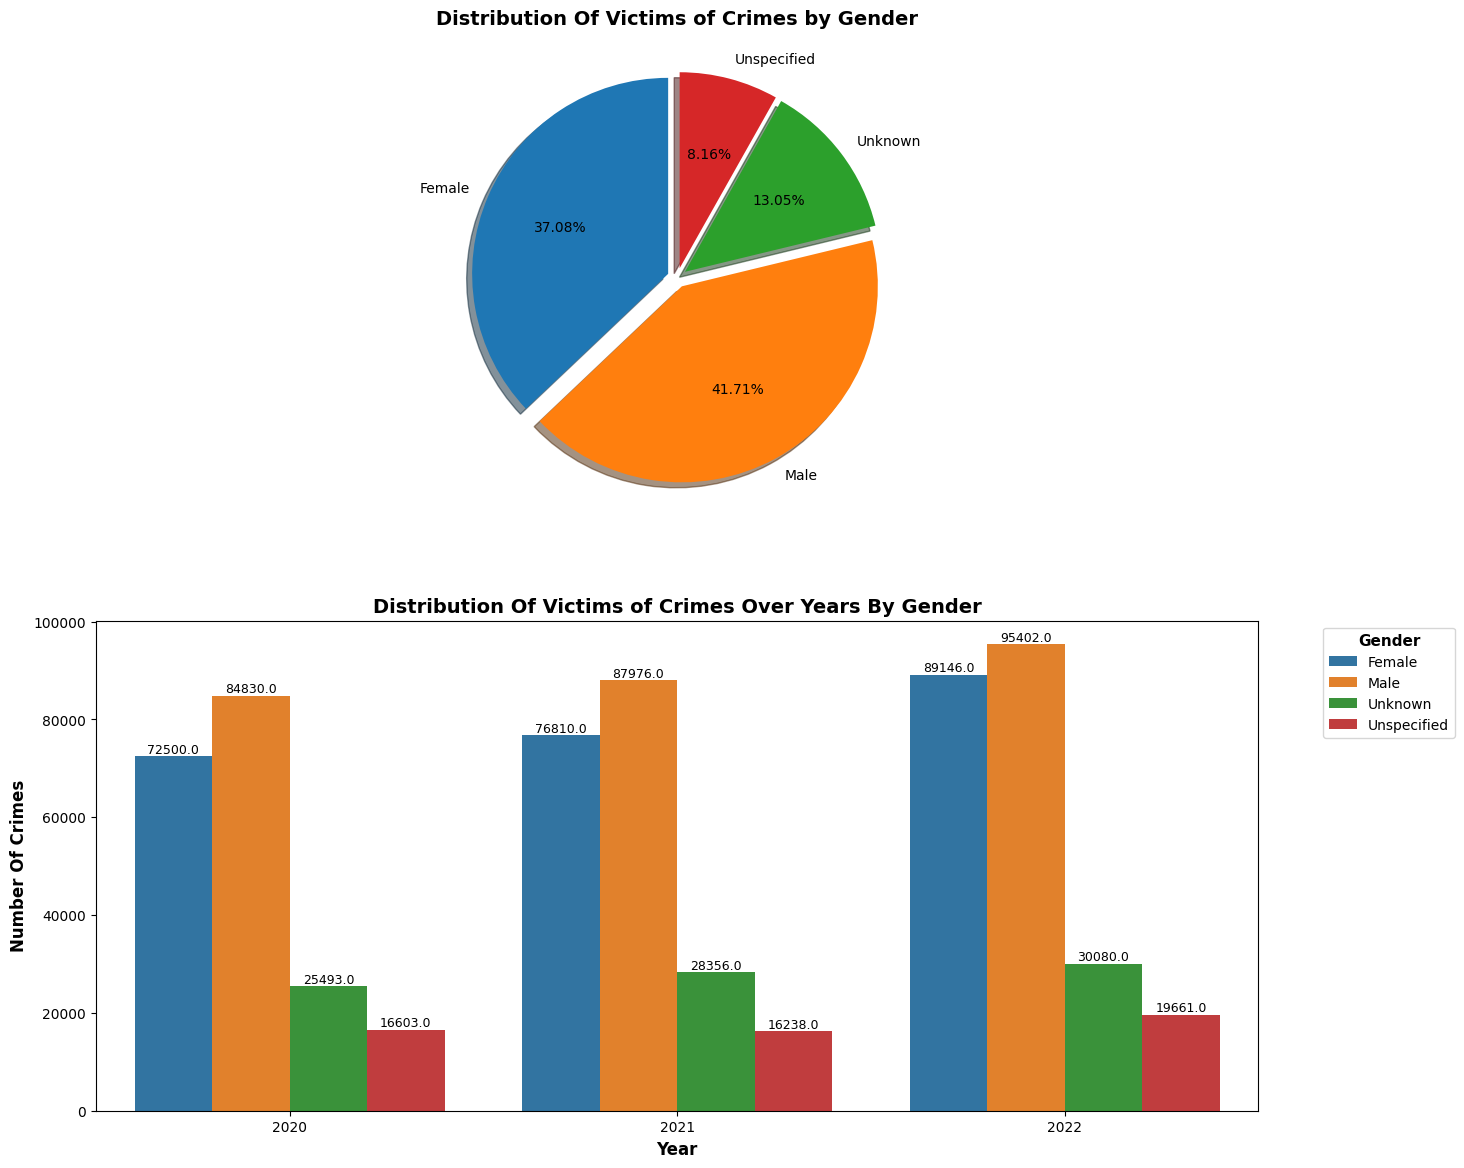 Distribution Of Victims of Crimes by Gender
Unspecified
Unknown
8.16%
Female
13.05%
37.08%
41.71%
Male
Distribution Of Victims of Crimes Over Years By Gender
Number Of Crimes
100000
80000
60000
40000
20000
0
72500.0
84830.0
25493.0
16603.0
76810.0
87976.0
28356.0
16238.0
89146.0
95402.0
30080.0
19661.0
2020
2021
2022
Year
Gender
Female
Male
Unknown
Unspecified